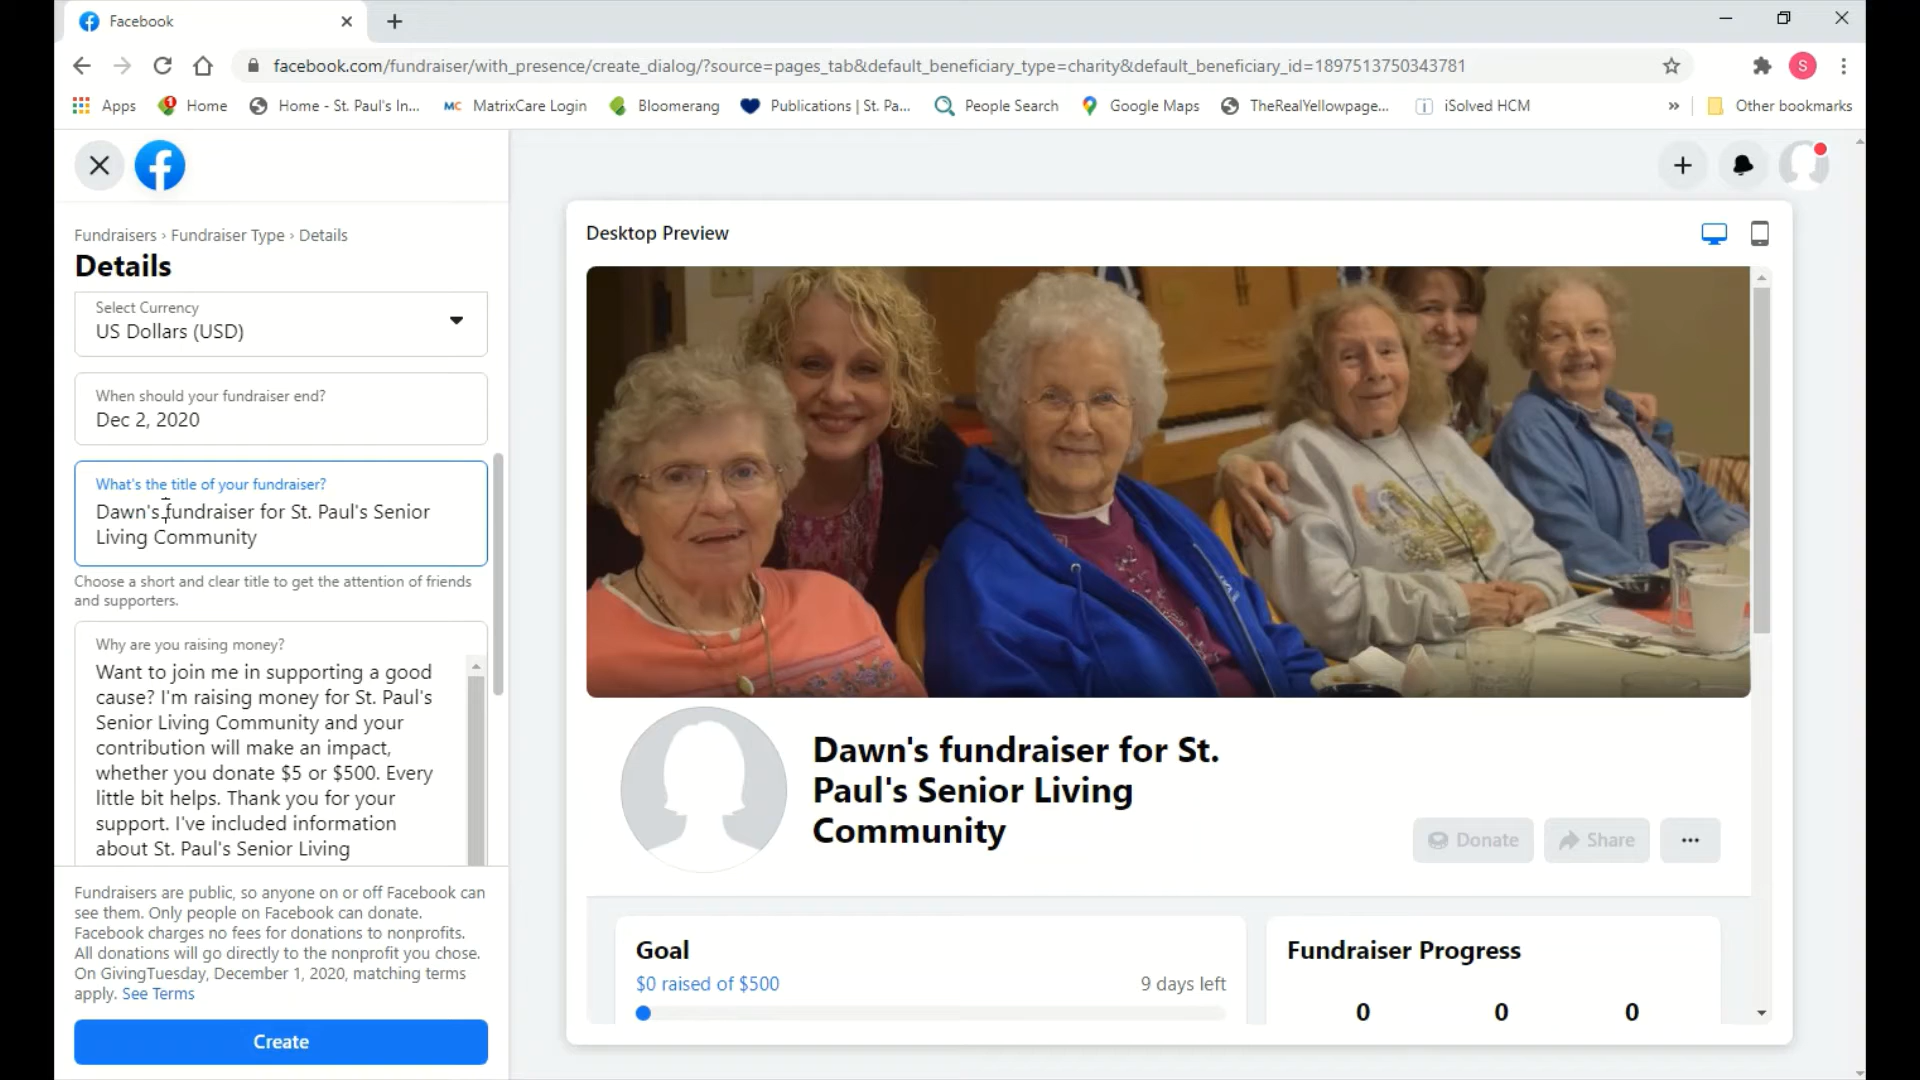 Facebook
facebook.com/fundraiser/with_presence/create_dialog/?source=pages_tab&default_beneficiary_type=charity&default_beneficiary_id=1897513750343781
S
Apps
Home
Home - St. Paul's In...
MC MatrixCare Login
Bloomerang
Publications | St. Pa...
People Search
Google Maps
TheRealYellowpage...
iSolved HCM
»
Other bookmarks
Fundraisers › Fundraiser Type › Details
Details
Select Currency
US Dollars (USD)
When should your fundraiser end?
Dec 2, 2020
What's the title of your fundraiser?
Dawn's fundraiser for St. Paul's Senior
Living Community
Choose a short and clear title to get the attention of friends
and supporters.
Why are you raising money?
Want to join me in supporting a good
cause? I'm raising money for St. Paul's
Senior Living Community and your
contribution will make an impact,
whether you donate $5 or $500. Every
little bit helps. Thank you for your
support. I've included information
about St. Paul's Senior Living
Fundraisers are public, so anyone on or off Facebook can
see them. Only people on Facebook can donate.
Facebook charges no fees for donations to nonprofits.
All donations will go directly to the nonprofit you chose.
On GivingTuesday, December 1, 2020, matching terms
apply. See Terms
Create
Desktop Preview
Dawn's fundraiser for St.
Paul's Senior Living
Community
Donate
Share
Goal
$0 raised of $500
9 days left
Fundraiser Progress
0 0 0